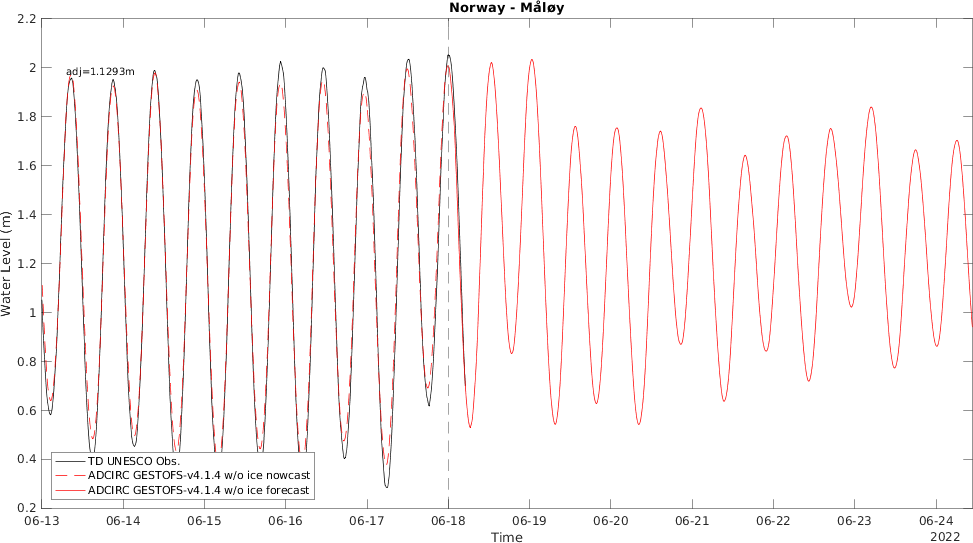 Norway - Måløy
2.2
2
1.8
1.6
1.4
1.2
1
0.8
0.6
0.4
0.2
Water Level (m)
adj=1.1293m
TD UNESCO Obs.
ADCIRC GESTOFS-v4.1.4 w/o ice nowcast
ADCIRC GESTOFS-v4.1.4 w/o ice forecast
06-13 06-14 06-15 06-16 06-17 06-18 06-19 06-20 06-21 06-22 06-23 06-24
2022
Time